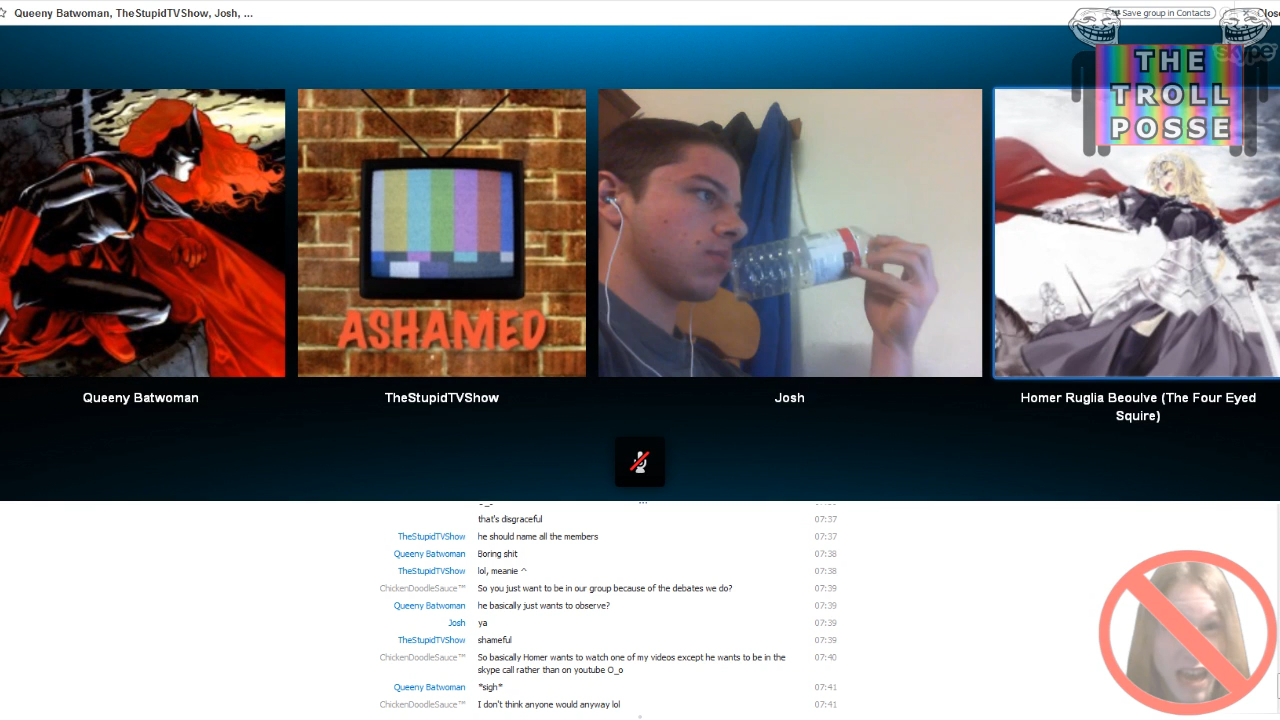 Queeny Batwoman, TheStupidTVShow, Josh, ...
Save group in Contacts
skype
THE
TROLL
POSSE
ASHAMED
Queeny Batwoman
TheStupidTVShow
Josh
Homer Ruglia Beoulve (The Four Eyed
Squire)
that's disgraceful 07:37
TheStupidTVShow he should name all the members 07:37
Queeny Batwoman Boring shit 07:38
TheStupidTVShow lol, meanie ^ 07:38
ChickenDoodleSauce™ So you just want to be in our group because of the debates we do? 07:39
Queeny Batwoman he basically just wants to observe? 07:39
Josh ya 07:39
TheStupidTVShow shameful 07:39
ChickenDoodleSauce™ So basically Homer wants to watch one of my videos except he wants to be in the 07:40
skype call rather than on youtube O_o
Queeny Batwoman *sigh* 07:41
ChickenDoodleSauce™ I don't think anyone would anyway lol 07:41